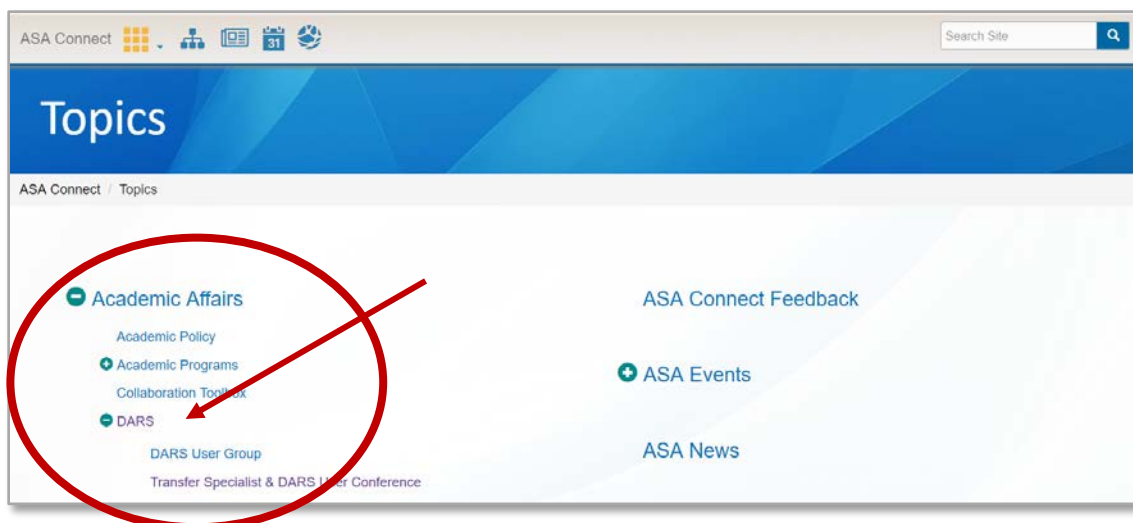 ASA Connect
31
Search Site
Topics
ASA Connect / Topics
Academic Affairs
Academic Policy
Academic Programs
Collaboration Toolbox
DARS
DARS User Group
Transfer Specialist & DARS User Conference
ASA Connect Feedback
ASA Events
ASA News